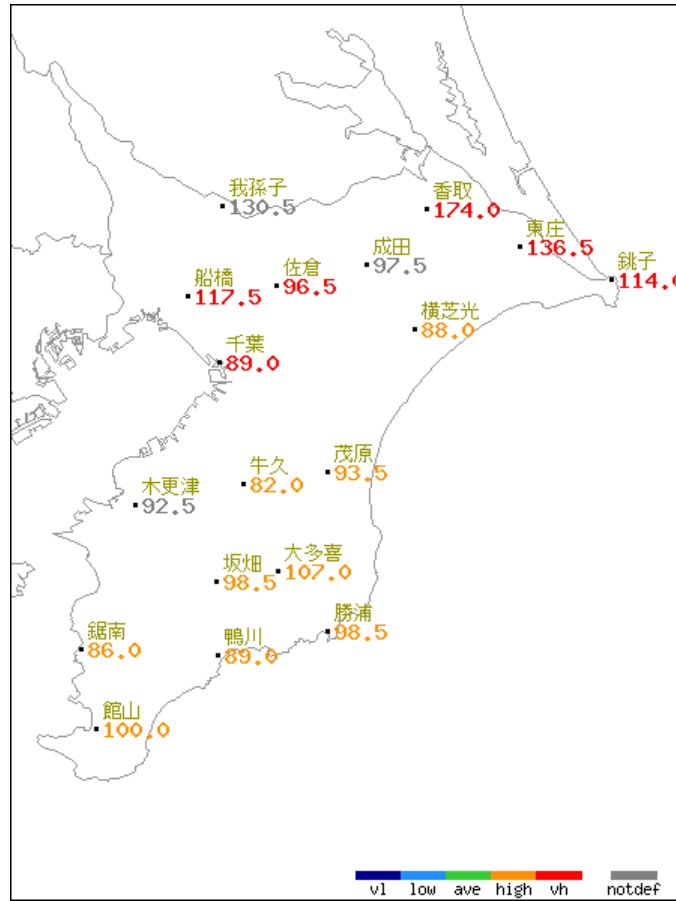 我孫子
130.5
香取
174.0
東庄
136.5
成田
97.5
銚子
114.0
佐倉
96.5
船橋
117.5
横芝光
88.0
千葉
89.0
茂原
93.5
牛久
82.0
木更津
92.5
大多喜
107.0
坂畑
98.5
勝浦
98.5
鋸南
86.0
鴨川
89.0
館山
100.0
vl low ave high vh notdef